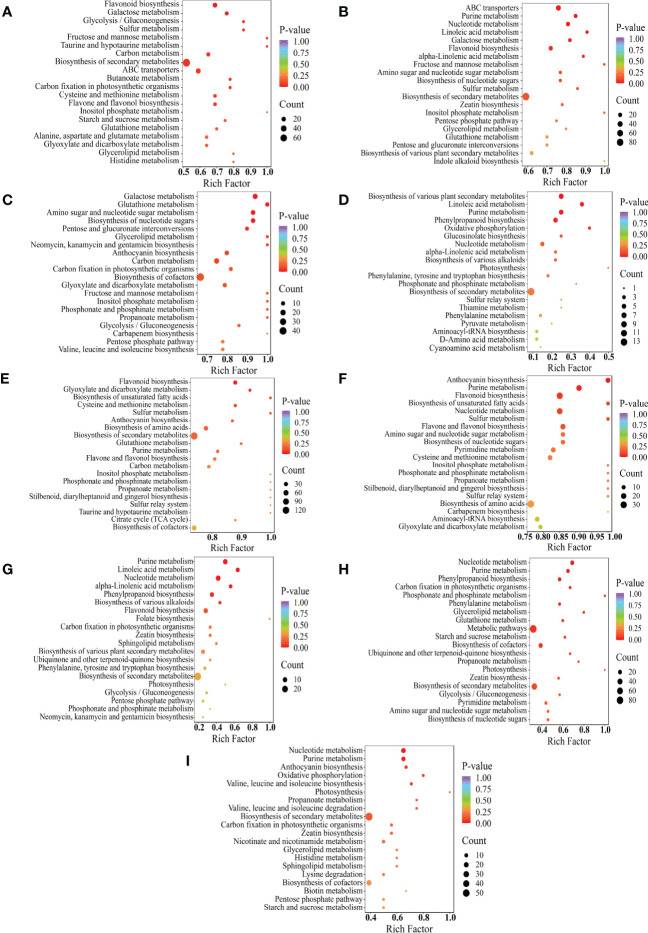 A
Flavonoid biosynthesis
Galactose metabolism
Glycolysis / Gluconeogenesis
Sulfur metabolism
Fructose and mannose metabolism
Taurine and hypotaurine metabolism
Carbon metabolism
Biosynthesis of secondary metabolites
ABC transporters
Butanoate metabolism
Carbon fixation in photosynthetic organisms
Cysteine and methionine metabolism
Flavone and flavonol biosynthesis
Inositol phosphate metabolism
Starch and sucrose metabolism
Glutathione metabolism
Alanine, aspartate and glutamate metabolism
Glyoxylate and dicarboxylate metabolism
Glycerolipid metabolism
Histidine metabolism
0.5 0.6 0.7 0.8 0.9 1.0
Rich Factor
P-value
1.00
0.75
0.50
0.25
0.00
Count
20
40
60
B
ABC transporters
Purine metabolism
Nucleotide metabolism
Linoleic acid metabolism
Galactose metabolism
Flavonoid biosynthesis
alpha-Linolenic acid metabolism
Fructose and mannose metabolism
Amino sugar and nucleotide sugar metabolism
Biosynthesis of nucleotide sugars
Sulfur metabolism
Biosynthesis of secondary metabolites
Zeatin biosynthesis
Inositol phosphate metabolism
Pentose phosphate pathway
Glycerolipid metabolism
Glutathione metabolism
Pentose and glucuronate interconversions
Biosynthesis of various plant secondary metabolites
Indole alkaloid biosynthesis
0.6 0.7 0.8 0.9 1.0
Rich Factor
P-value
1.00
0.75
0.50
0.25
0.00
Count
20
40
60
80
C
Galactose metabolism
Glutathione metabolism
Amino sugar and nucleotide sugar metabolism
Biosynthesis of nucleotide sugars
Pentose and glucuronate interconversions
Glycerolipid metabolism
Neomycin, kanamycin and gentamicin biosynthesis
Anthocyanin biosynthesis
Carbon metabolism
Carbon fixation in photosynthetic organisms
Biosynthesis of cofactors
Glyoxylate and dicarboxylate metabolism
Fructose and mannose metabolism
Inositol phosphate metabolism
Phosphonate and phosphinate metabolism
Propanoate metabolism
Glycolysis / Gluconeogenesis
Carbapenem biosynthesis
Pentose phosphate pathway
Valine, leucine and isoleucine biosynthesis
0.7 0.8 0.9 1.0
Rich Factor
P-value
1.00
0.75
0.50
0.25
0.00
Count
10
20
30
40
D
Biosynthesis of various plant secondary metabolites
Linoleic acid metabolism
Purine metabolism
Phenylpropanoid biosynthesis
Oxidative phosphorylation
Glucosinolate biosynthesis
Nucleotide metabolism
alpha-Linolenic acid metabolism
Biosynthesis of various alkaloids
Photosynthesis
Phenylalanine, tyrosine and tryptophan biosynthesis
Phosphonate and phosphinate metabolism
Biosynthesis of secondary metabolites
Sulfur relay system
Thiamine metabolism
Phenylalanine metabolism
Pyruvate metabolism
Aminoacyl-tRNA biosynthesis
D-Amino acid metabolism
Cyanoamino acid metabolism
0.1 0.2 0.3 0.4 0.5
Rich Factor
P-value
1.00
0.75
0.50
0.25
0.00
Count
1
3
5
7
9
11
13
E
Flavonoid biosynthesis
Glyoxylate and dicarboxylate metabolism
Biosynthesis of unsaturated fatty acids
Cysteine and methionine metabolism
Sulfur metabolism
Anthocyanin biosynthesis
Biosynthesis of amino acids
Biosynthesis of secondary metabolites
Glutathione metabolism
Purine metabolism
Flavone and flavonol biosynthesis
Carbon metabolism
Inositol phosphate metabolism
Phosphonate and phosphinate metabolism
Propanoate metabolism
Stilbenoid, diarylheptanoid and gingerol biosynthesis
Sulfur relay system
Taurine and hypotaurine metabolism
Citrate cycle (TCA cycle)
Biosynthesis of cofactors
0.8 0.9 1.0
Rich Factor
P-value
1.00
0.75
0.50
0.25
0.00
Count
30
60
90
120
F
Anthocyanin biosynthesis
Purine metabolism
Flavonoid biosynthesis
Biosynthesis of unsaturated fatty acids
Nucleotide metabolism
Sulfur metabolism
Flavone and flavonol biosynthesis
Amino sugar and nucleotide sugar metabolism
Biosynthesis of nucleotide sugars
Pyrimidine metabolism
Cysteine and methionine metabolism
Inositol phosphate metabolism
Phosphonate and phosphinate metabolism
Propanoate metabolism
Stilbenoid, diarylheptanoid and gingerol biosynthesis
Sulfur relay system
Biosynthesis of amino acids
Carbapenem biosynthesis
Aminoacyl-tRNA biosynthesis
Glyoxylate and dicarboxylate metabolism
0.75 0.80 0.85 0.90 0.95 1.00
Rich Factor
P-value
1.00
0.75
0.50
0.25
0.00
Count
10
20
30
G
Purine metabolism
Linoleic acid metabolism
Nucleotide metabolism
alpha-Linolenic acid metabolism
Phenylpropanoid biosynthesis
Biosynthesis of various alkaloids
Flavonoid biosynthesis
Folate biosynthesis
Carbon fixation in photosynthetic organisms
Zeatin biosynthesis
Sphingolipid metabolism
Biosynthesis of various plant secondary metabolites
Ubiquinone and other terpenoid-quinone biosynthesis
Phenylalanine, tyrosine and tryptophan biosynthesis
Biosynthesis of secondary metabolites
Photosynthesis
Glycolysis / Gluconeogenesis
Pentose phosphate pathway
Phosphonate and phosphinate metabolism
Neomycin, kanamycin and gentamicin biosynthesis
0.2 0.4 0.6 0.8 1.0
Rich Factor
P-value
1.00
0.75
0.50
0.25
0.00
Count
10
20
H
Nucleotide metabolism
Purine metabolism
Phenylpropanoid biosynthesis
Carbon fixation in photosynthetic organisms
Phosphonate and phosphinate metabolism
Phenylalanine metabolism
Glycerolipid metabolism
Glutathione metabolism
Metabolic pathways
Starch and sucrose metabolism
Biosynthesis of cofactors
Ubiquinone and other terpenoid-quinone biosynthesis
Propanoate metabolism
Photosynthesis
Zeatin biosynthesis
Biosynthesis of secondary metabolites
Glycolysis / Gluconeogenesis
Pyrimidine metabolism
Amino sugar and nucleotide sugar metabolism
Biosynthesis of nucleotide sugars
0.4 0.6 0.8 1.0
Rich Factor
P-value
1.00
0.75
0.50
0.25
0.00
Count
20
40
60
80
I
Nucleotide metabolism
Purine metabolism
Anthocyanin biosynthesis
Oxidative phosphorylation
Valine, leucine and isoleucine biosynthesis
Photosynthesis
Propanoate metabolism
Valine, leucine and isoleucine degradation
Biosynthesis of secondary metabolites
Carbon fixation in photosynthetic organisms
Zeatin biosynthesis
Nicotinate and nicotinamide metabolism
Glycerolipid metabolism
Histidine metabolism
Sphingolipid metabolism
Lysine degradation
Biosynthesis of cofactors
Biotin metabolism
Pentose phosphate pathway
Starch and sucrose metabolism
0.4 0.6 0.8 1.0
Rich Factor
P-value
1.00
0.75
0.50
0.25
0.00
Count
10
20
30
40
50